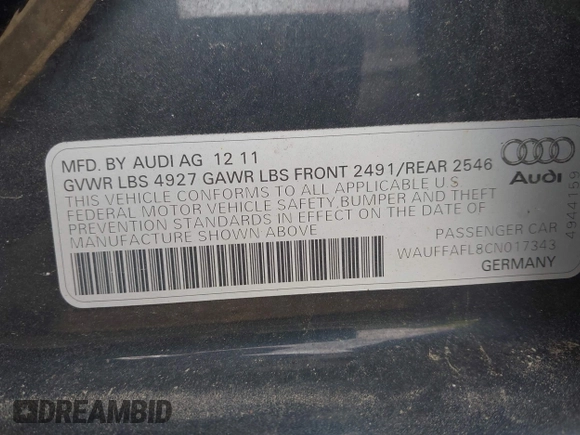 MFD. BY AUDI AG 12 11
GVWR LBS 4927 GAWR LBS FRONT 2491/REAR 2546
THIS VEHICLE CONFORMS TO ALL APPLICABLE U.S.
FEDERAL MOTOR VEHICLE SAFETY,BUMPER AND THEFT
PREVENTION STANDARDS IN EFFECT ON THE DATE OF
MANUFACTURE SHOWN ABOVE
Audi
PASSENGER CAR
WAUFFAFL8CN017343
GERMANY
4944159
DREAMBID